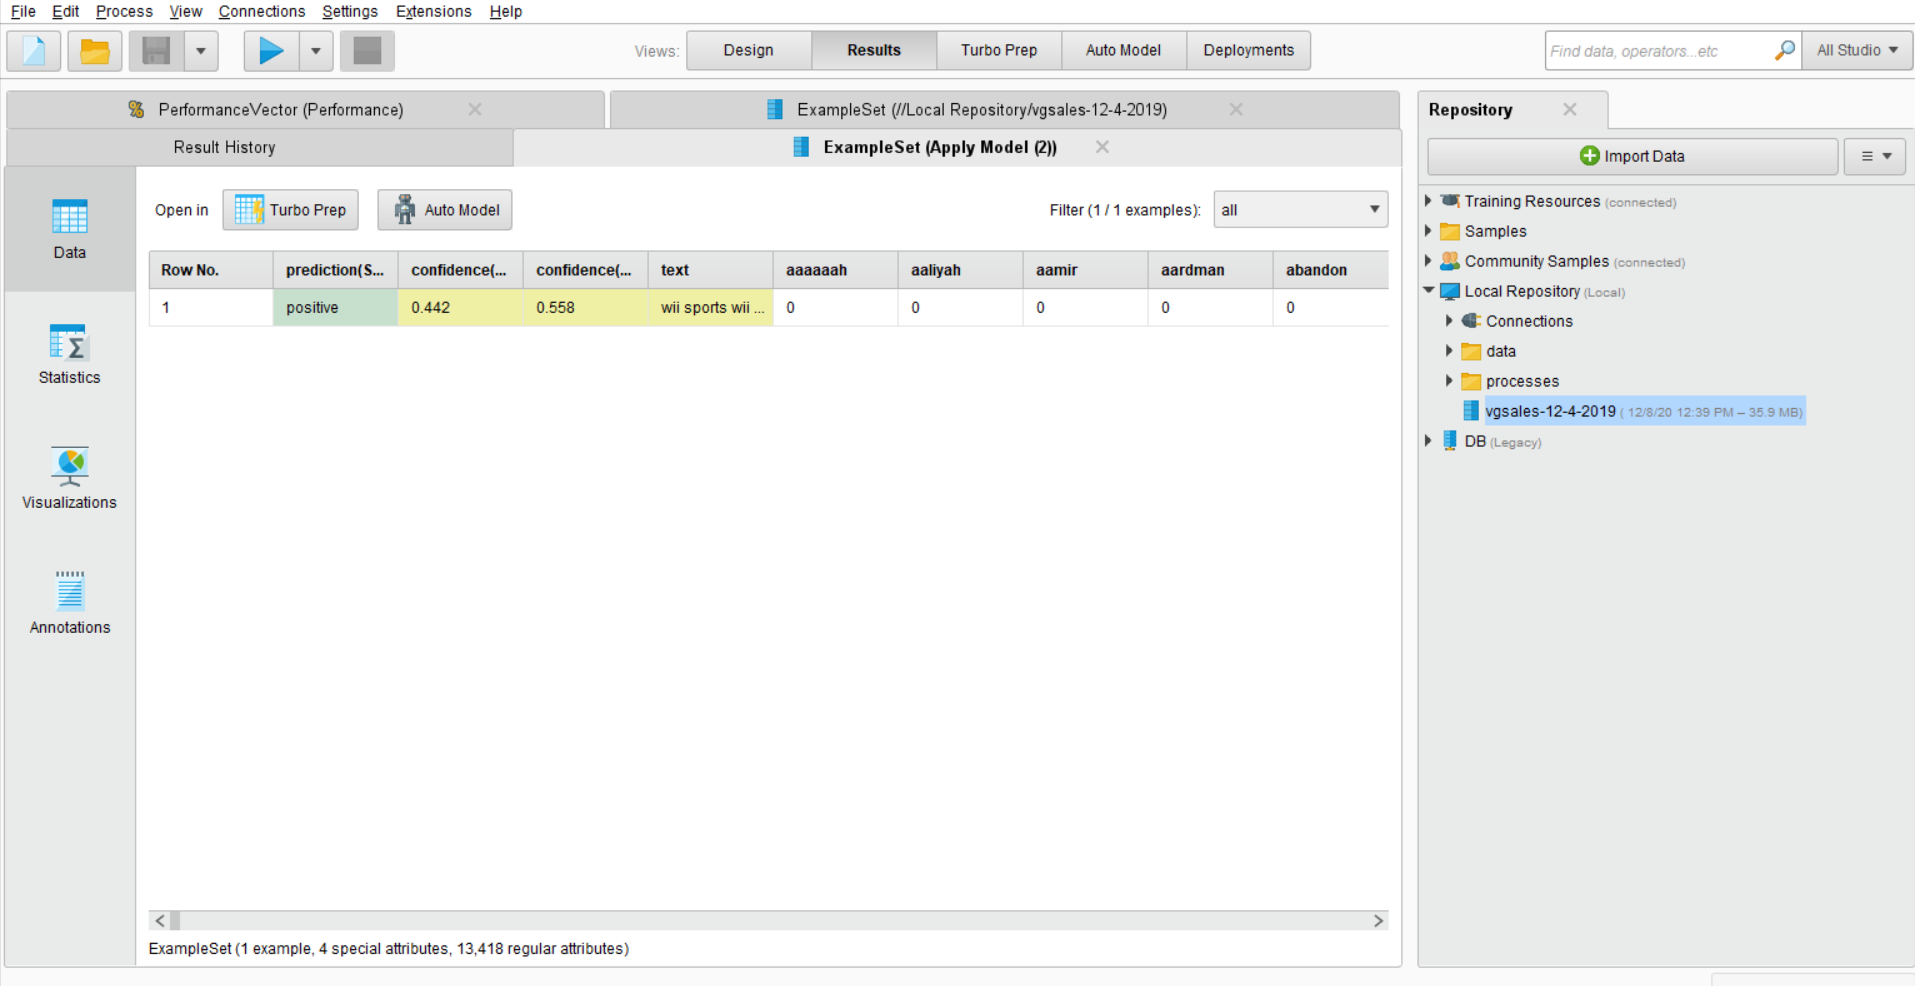 File Edit Process View Connections Settings Extensions Help
Views: Design Results Turbo Prep Auto Model Deployments Find data, operators...etc All Studio
PerformanceVector (Performance) ExampleSet (//Local Repository/vgsales-12-4-2019)
Result History ExampleSet (Apply Model (2))
Repository
Import Data
Open in Turbo Prep Auto Model Filter (1 / 1 examples): all
Row No. prediction(S... confidence(... confidence(... text aaaaaah aaliyah aamir aardman abandon
1 positive 0.442 0.558 wii sports wii ... 0 0 0 0 0
Data
Statistics
Visualizations
Annotations
ExampleSet (1 example, 4 special attributes, 13,418 regular attributes)
Training Resources (connected)
Samples
Community Samples (connected)
Local Repository (Local)
Connections
data
processes
vgsales-12-4-2019 ( 12/8/20 12:39 PM – 35.9 MB)
DB (Legacy)